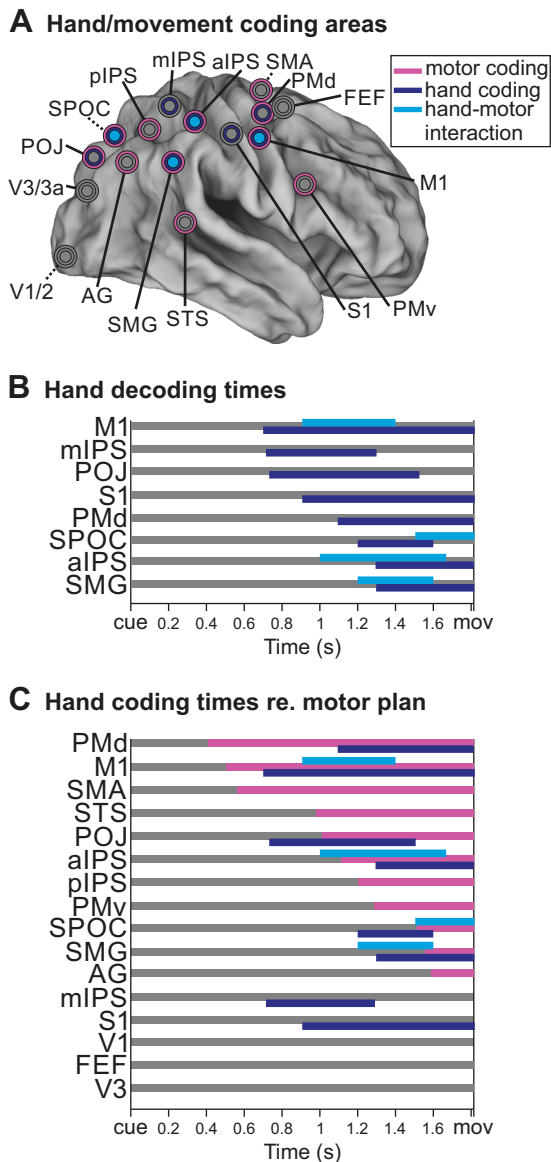 A Hand/movement coding areas
mIPS aIPS SMA
pIPS PMd
SPOC FEF
POJ
V3/3a
M1
V1/2
AG
SMG
STS
S1
PMv
motor coding
hand coding
hand-motor
interaction
B Hand decoding times
M1
mIPS
POJ
S1
PMd
SPOC
aIPS
SMG
cue 0.2 0.4 0.6 0.8 1 1.2 1.4 1.6 mov
Time (s)
C Hand coding times re. motor plan
PMd
M1
SMA
STS
POJ
aIPS
pIPS
PMv
SPOC
SMG
AG
mIPS
S1
V1
FEF
V3
cue 0.2 0.4 0.6 0.8 1 1.2 1.4 1.6 mov
Time (s)